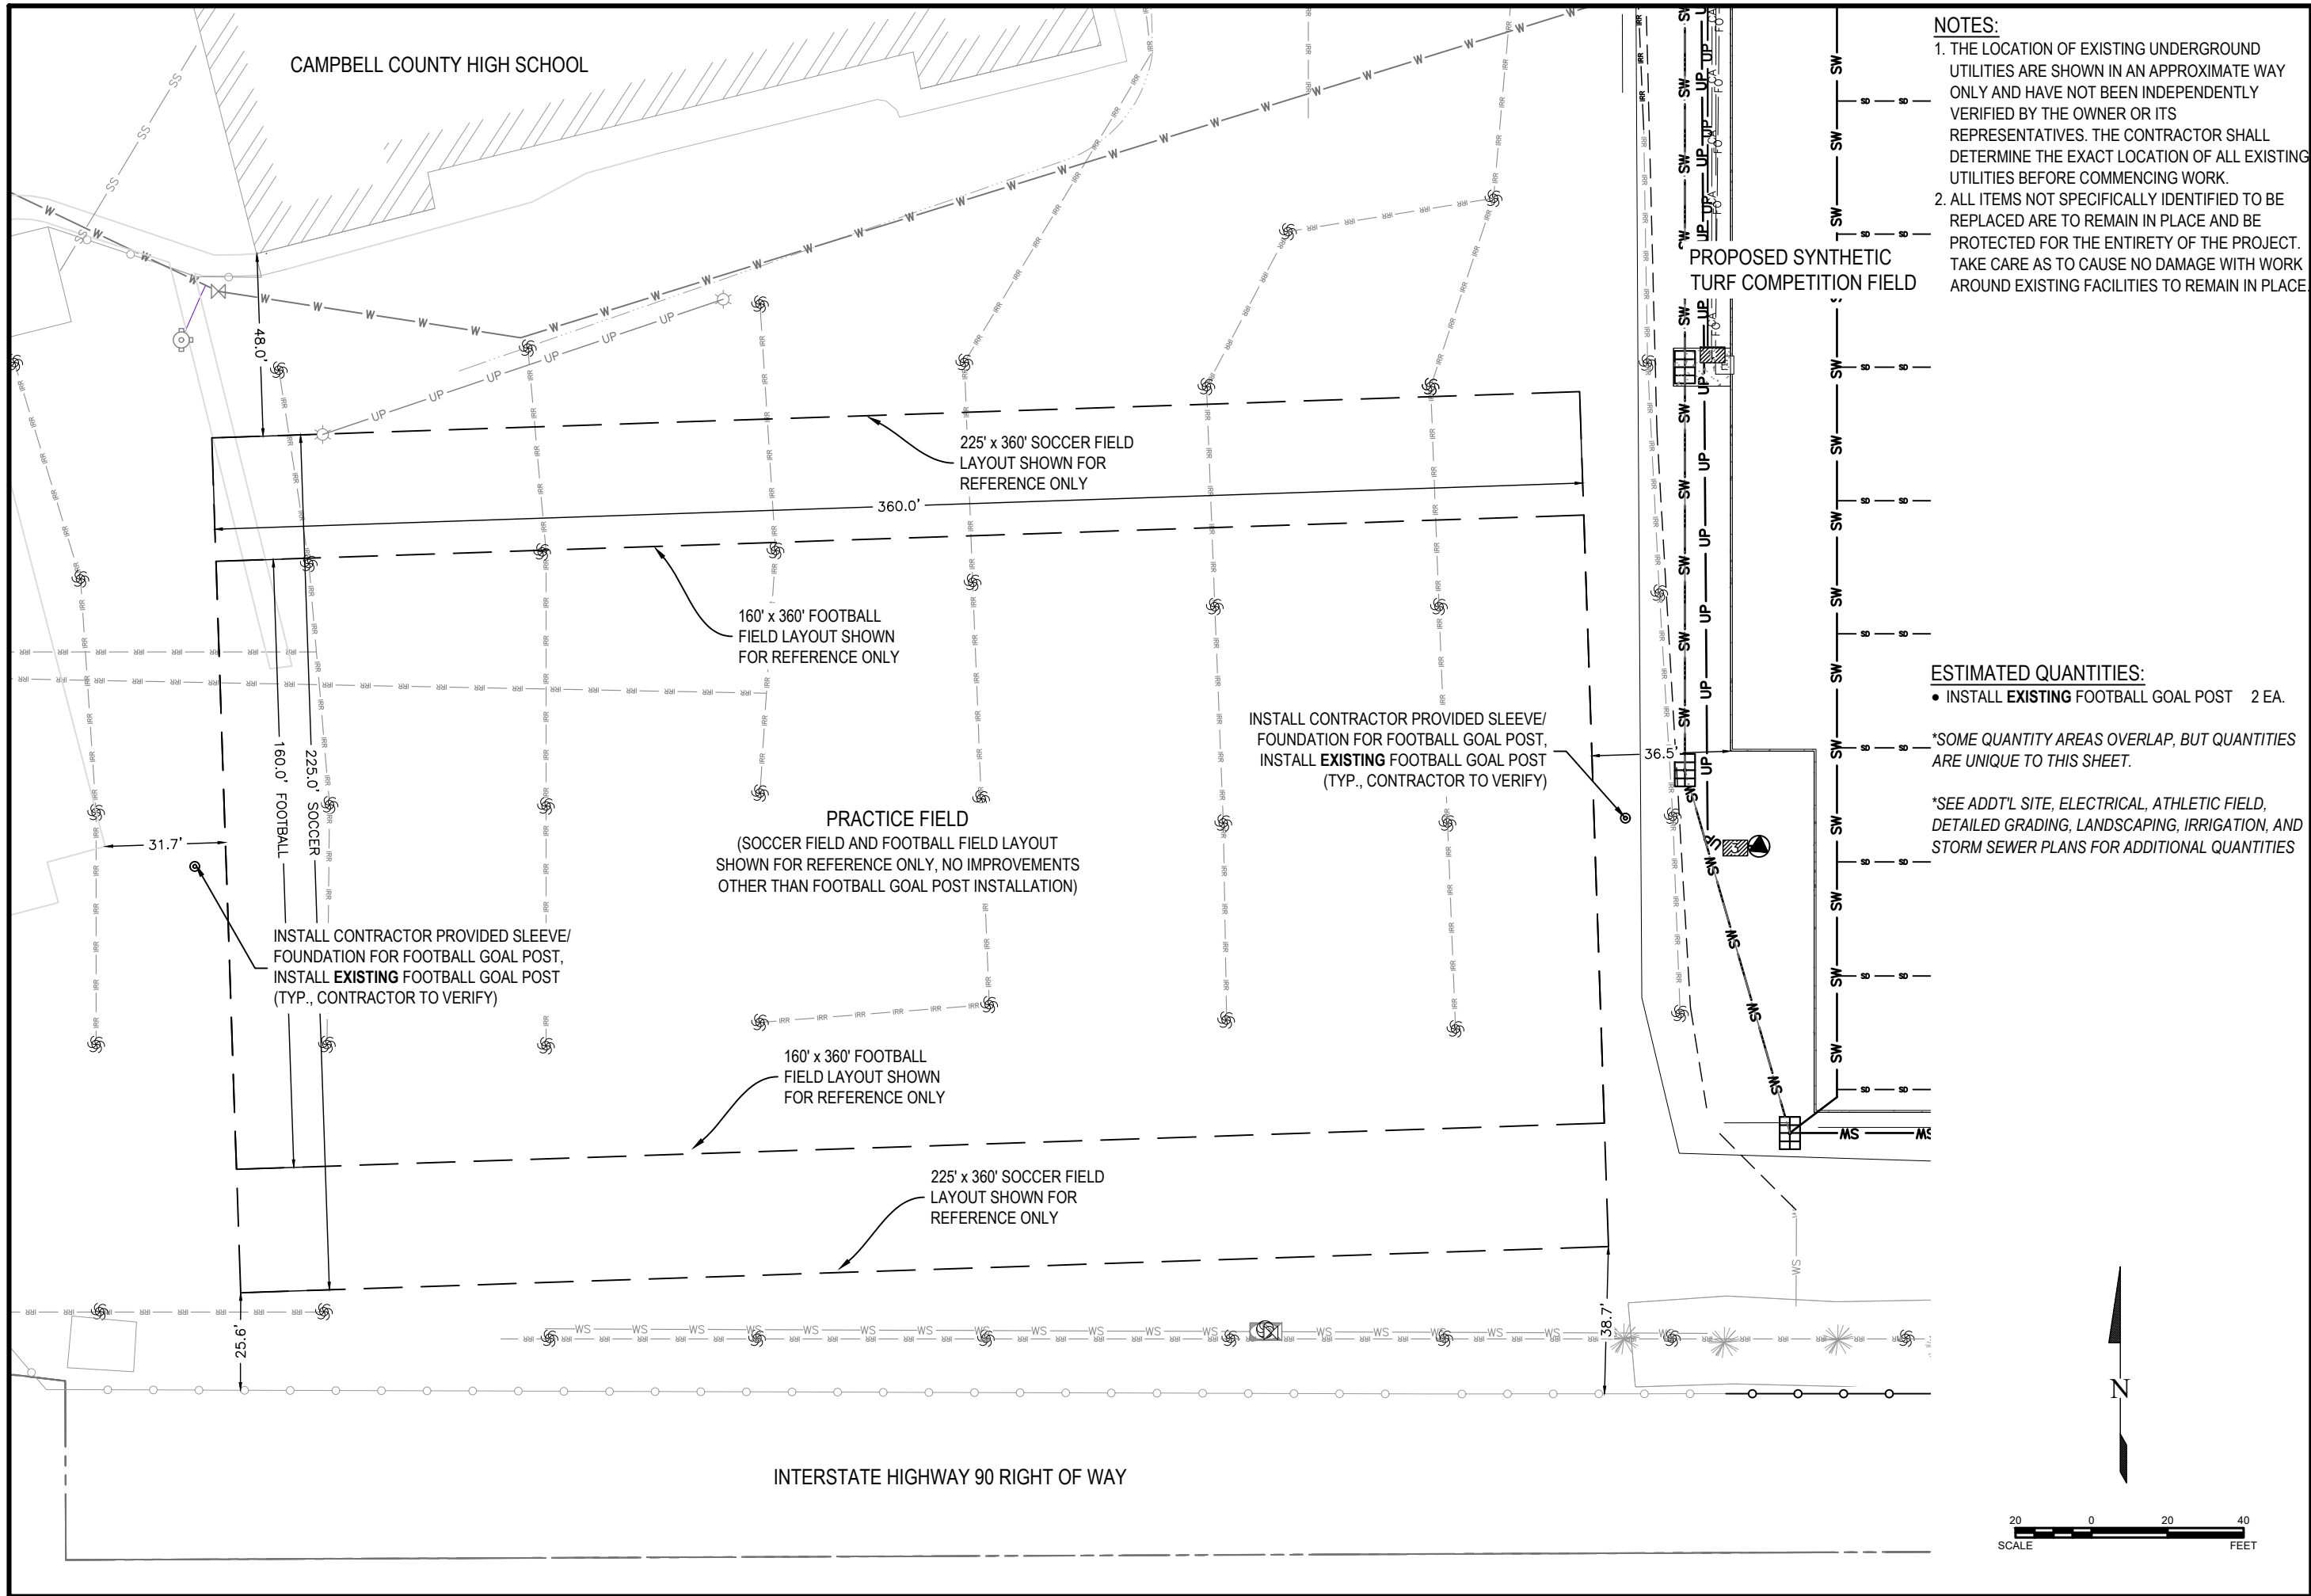 CAMPBELL COUNTY HIGH SCHOOL
NOTES:
1. THE LOCATION OF EXISTING UNDERGROUND
UTILITIES ARE SHOWN IN AN APPROXIMATE WAY
ONLY AND HAVE NOT BEEN INDEPENDENTLY
VERIFIED BY THE OWNER OR ITS
REPRESENTATIVES. THE CONTRACTOR SHALL
DETERMINE THE EXACT LOCATION OF ALL EXISTING
UTILITIES BEFORE COMMENCING WORK.
2. ALL ITEMS NOT SPECIFICALLY IDENTIFIED TO BE
REPLACED ARE TO REMAIN IN PLACE AND BE
PROTECTED FOR THE ENTIRETY OF THE PROJECT.
TAKE CARE AS TO CAUSE NO DAMAGE WITH WORK
AROUND EXISTING FACILITIES TO REMAIN IN PLACE.
PROPOSED SYNTHETIC
TURF COMPETITION FIELD
48.0'
225' x 360' SOCCER FIELD
LAYOUT SHOWN FOR
REFERENCE ONLY
360.0'
160' x 360' FOOTBALL
FIELD LAYOUT SHOWN
FOR REFERENCE ONLY
ESTIMATED QUANTITIES:
• INSTALL EXISTING FOOTBALL GOAL POST 2 EA.
*SOME QUANTITY AREAS OVERLAP, BUT QUANTITIES
ARE UNIQUE TO THIS SHEET.
*SEE ADDT'L SITE, ELECTRICAL, ATHLETIC FIELD,
DETAILED GRADING, LANDSCAPING, IRRIGATION, AND
STORM SEWER PLANS FOR ADDITIONAL QUANTITIES
INSTALL CONTRACTOR PROVIDED SLEEVE/
FOUNDATION FOR FOOTBALL GOAL POST,
INSTALL EXISTING FOOTBALL GOAL POST
(TYP., CONTRACTOR TO VERIFY)
36.5'
160.0' FOOTBALL
225.0' SOCCER
31.7'
PRACTICE FIELD
(SOCCER FIELD AND FOOTBALL FIELD LAYOUT
SHOWN FOR REFERENCE ONLY, NO IMPROVEMENTS
OTHER THAN FOOTBALL GOAL POST INSTALLATION)
INSTALL CONTRACTOR PROVIDED SLEEVE/
FOUNDATION FOR FOOTBALL GOAL POST,
INSTALL EXISTING FOOTBALL GOAL POST
(TYP., CONTRACTOR TO VERIFY)
160' x 360' FOOTBALL
FIELD LAYOUT SHOWN
FOR REFERENCE ONLY
225' x 360' SOCCER FIELD
LAYOUT SHOWN FOR
REFERENCE ONLY
25.6'
38.7'
INTERSTATE HIGHWAY 90 RIGHT OF WAY
N
20 0 20 40
SCALE FEET